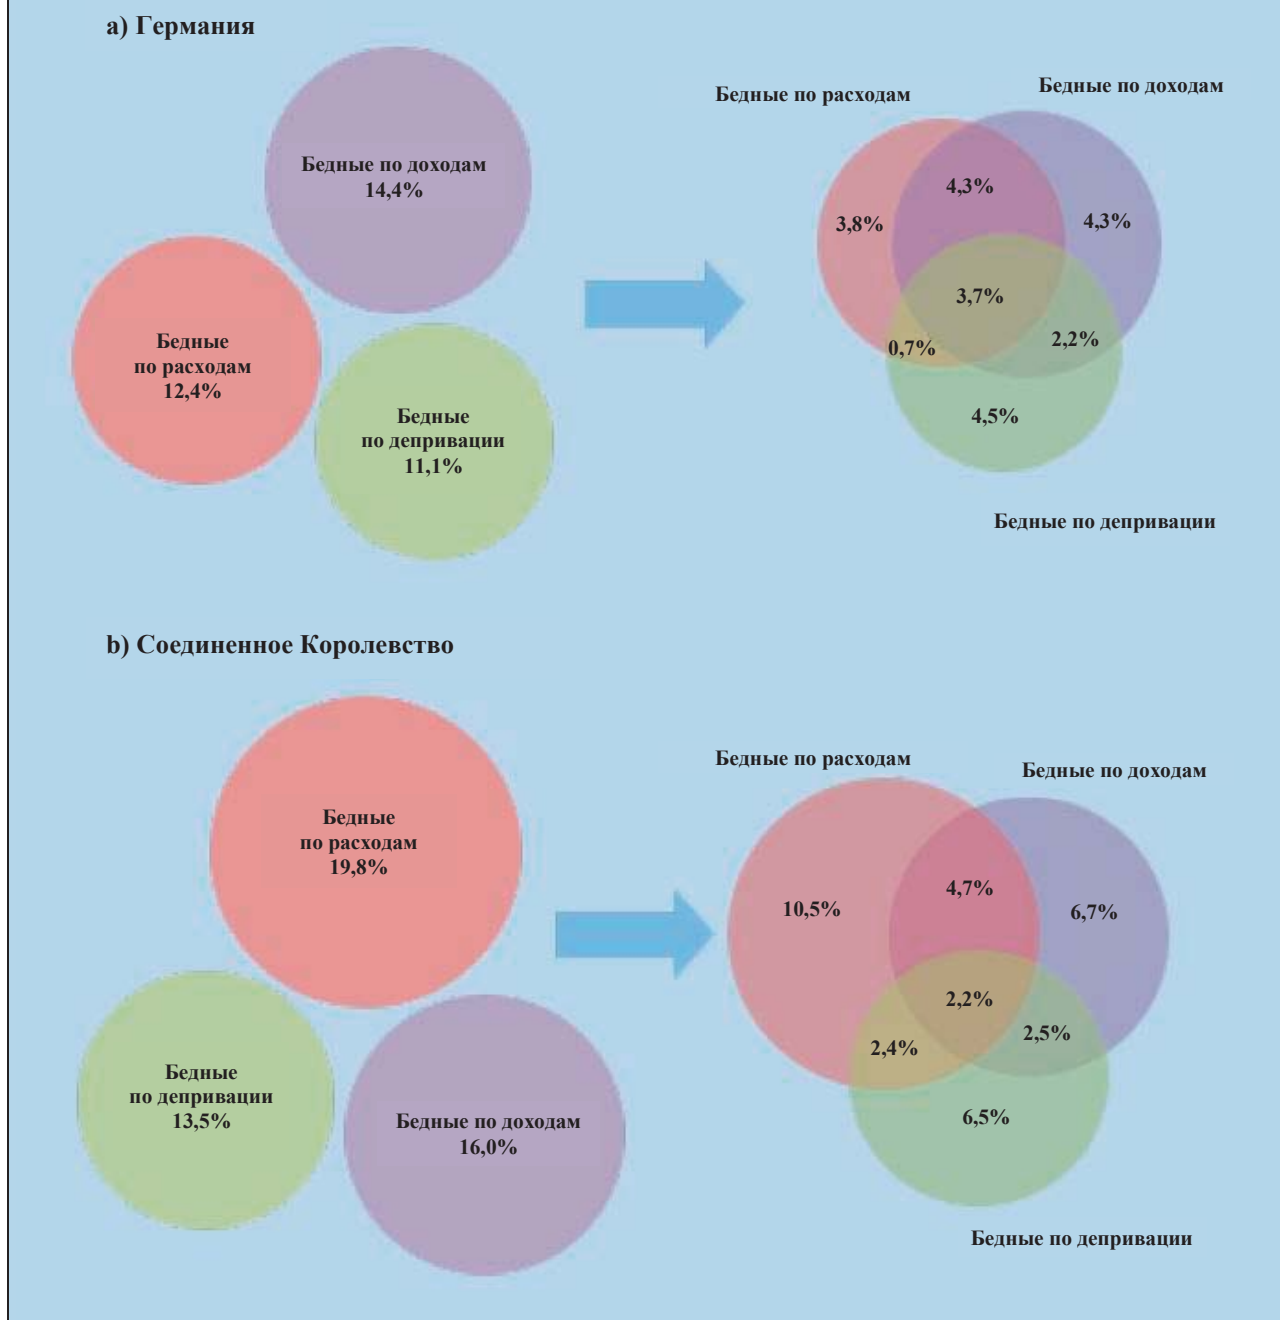 a) Германия
Бедные по доходам
14,4%
Бедные
по расходам
12,4%
Бедные
по депривации
11,1%
Бедные по расходам
Бедные по доходам
4,3%
3,8%
4,3%
3,7%
0,7%
2,2%
4,5%
Бедные по депривации
b) Соединенное Королевство
Бедные
по расходам
19,8%
Бедные
по депривации
13,5%
Бедные по доходам
16,0%
Бедные по расходам
Бедные по доходам
4,7%
10,5%
6,7%
2,2%
2,4%
2,5%
6,5%
Бедные по депривации